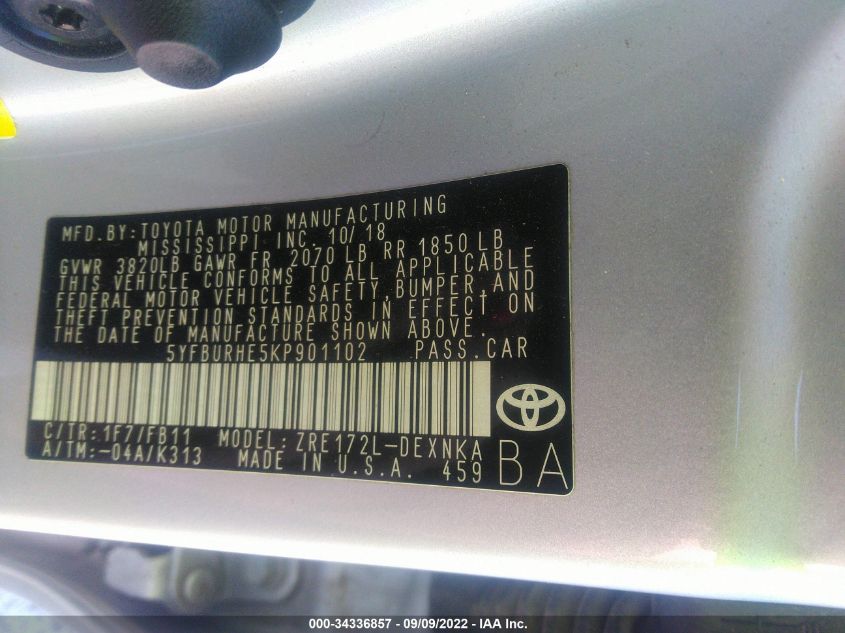 MFD.BY:TOYOTA MOTOR MANUFACTURING
MISSISSIPPI INC. 10/18
GVWR 3820LB GAWR FR 2070 LB RR 1850 LB
THIS VEHICLE CONFORMS TO ALL APPLICABLE
FEDERAL MOTOR VEHICLE SAFETY,BUMPER,AND
THEFT PREVENTION STANDARDS IN EFFECT ON
THE DATE OF MANUFACTURE SHOWN ABOVE.
5YFBURHE5KP901102 PASS.CAR
C/TR:1F7/FB11 MODEL:ZRE172L-DEXNKA
A/TM:-04A/K313 MADE IN U.S.A. 459
BA
000-34336857 - 09/09/2022 - IAA Inc.